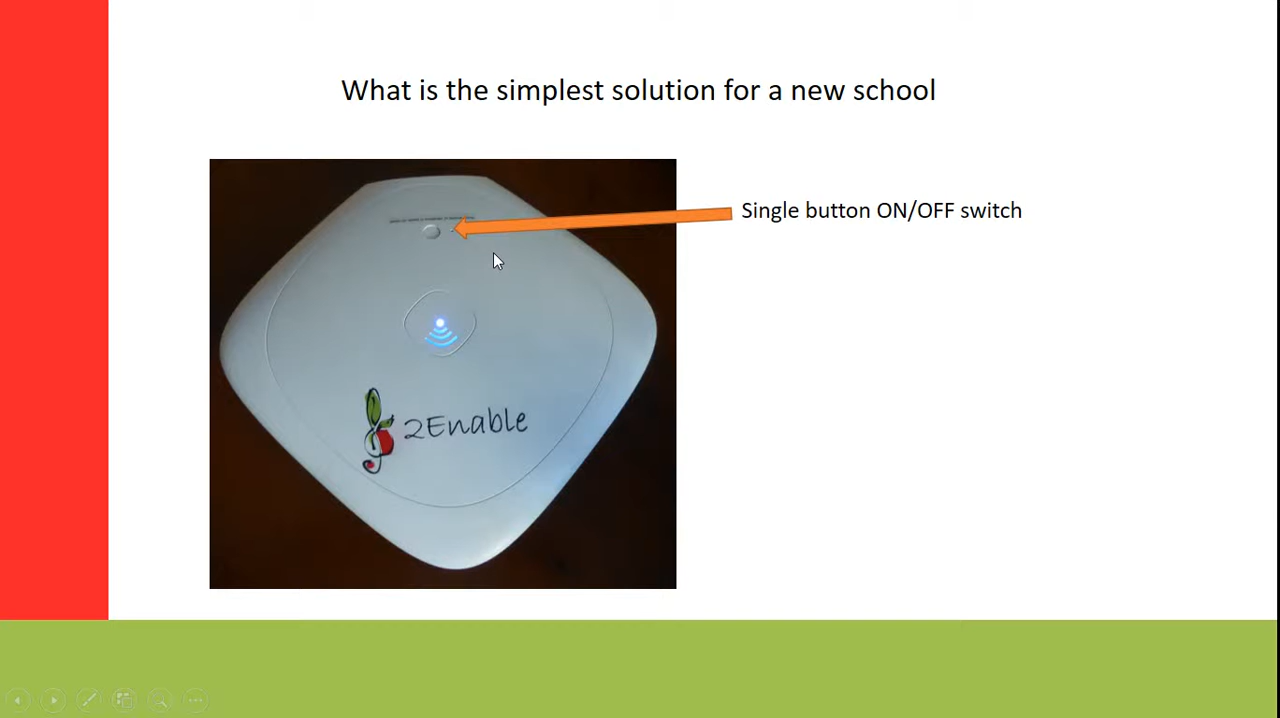 What is the simplest solution for a new school
Single button ON/OFF switch
2Enable